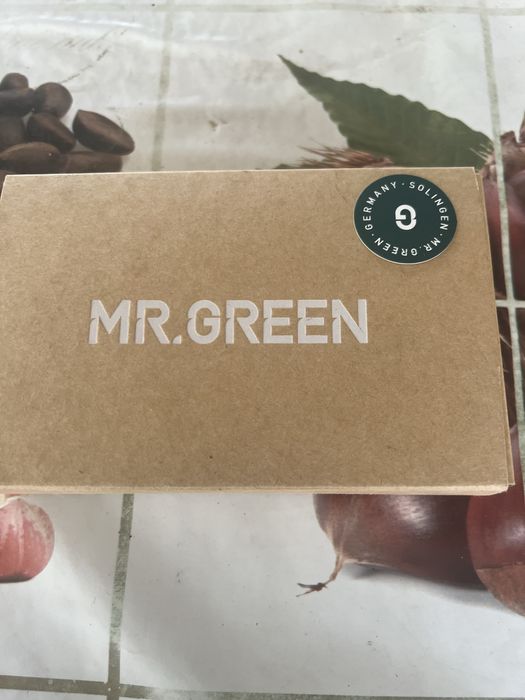 MR.GREEN
GERMANY · SOLINGEN · MR.GREEN ·
G